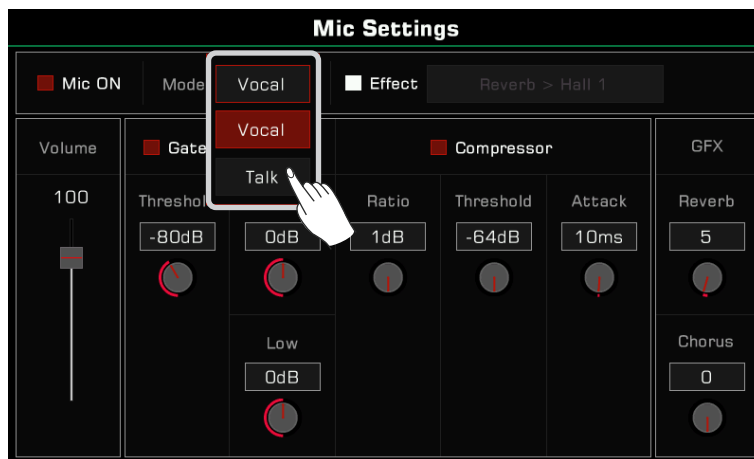 Mic Settings
Mic ON
Mode
Vocal
Vocal
Talk
Effect
Reverb > Hall 1
Volume
100
Gate
Threshol
-80dB
0dB
Low
0dB
Compressor
Ratio
1dB
Threshold
-64dB
Attack
10ms
GFX
Reverb
5
Chorus
0